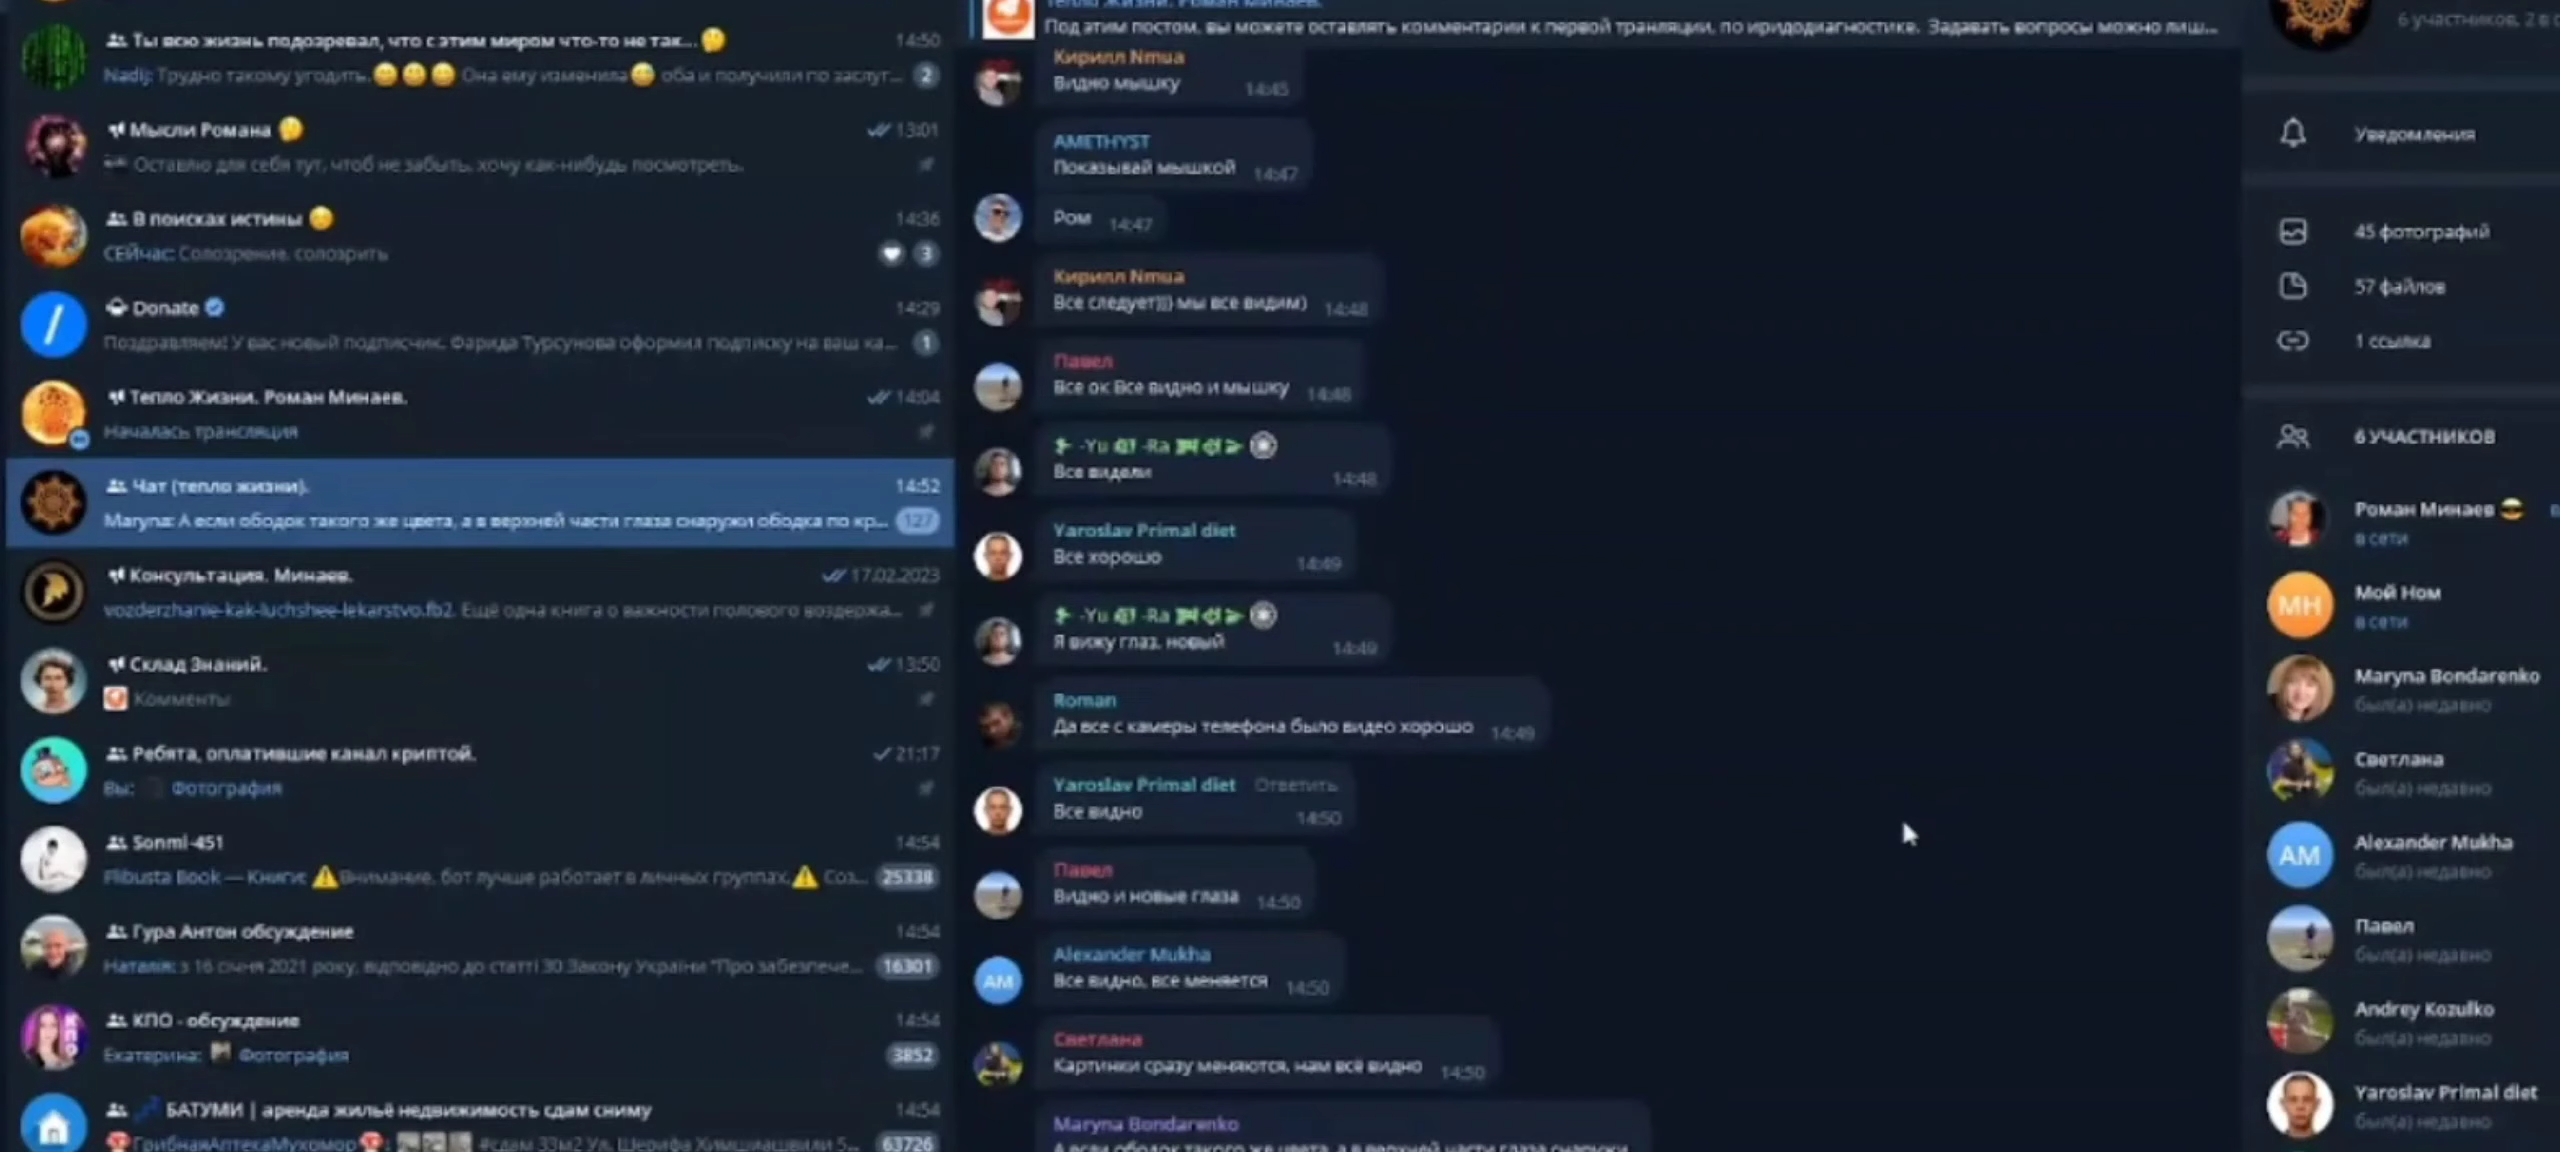 Ты всю жизнь подозревал, что с этим миром что-то не так... 🤔 14:50
Nadij: Трудно такому угодить. Она ему изменила оба и получили по заслуг... 2
Мысли Романа 🤔 13:01
Оставлю для себя тут, чтоб не забыть, хочу как-нибудь посмотреть.
В поисках истины 14:36
СЕйчас: Солозрение, солозрить 3
Donate 14:29
Поздравляем! У вас новый подписчик. Фарида Турсунова оформил подписку на ваш ка... 1
Тепло Жизни. Роман Минаев. 14:04
Началась трансляция
Чат (тепло жизни). 14:52
Maryna: А если ободок такого же цвета, а в верхней части глаза снаружи ободка по кр... 127
Консультация. Минаев. 17.02.2023
vozderzhanie-kak-luchshee-lekarstvo.fb2. Ещё одна книга о важности полового воздержа...
Склад Знаний. 13:50
Комменты
Ребята, оплатившие канал криптой. 21:17
Вы: Фотография
Sonmi-451 14:54
Flibusta Book — Книги: ⚠️Внимание, бот лучше работает в личных группах.⚠️ Соз... 25338
Гура Антон обсуждение 14:54
Наталія: з 16 січня 2021 року, відповідно до статті 30 Закону України "Про забезпече... 16301
КПО - обсуждение 14:54
Екатерина: Фотография 3852
БАТУМИ | аренда жильё недвижимость сдам сниму 14:54
ГрибнаяАптекаМухомор : #сдам 33м2 Ул. Шерифа Химшиашвили 5... 63726
Тепло Жизни. Роман Минаев.
Под этим постом, вы можете оставлять комментарии к первой транляции, по иридодиагностике. Задавать вопросы можно лиш...
Кирилл Nmua
Видно мышку 14:45
AMETHYST
Показывай мышкой 14:47
Ром 14:47
Кирилл Nmua
Все следует))) мы все видим) 14:48
Павел
Все ок Все видно и мышку 14:48
-Yu -Ra
Все видели 14:48
Yaroslav Primal diet
Все хорошо 14:49
-Yu -Ra
Я вижу глаз, новый 14:49
Roman
Да все с камеры телефона было видео хорошо 14:49
Yaroslav Primal diet Ответить
Все видно 14:50
Павел
Видно и новые глаза 14:50
Alexander Mukha
AM Все видно, все меняется 14:50
Светлана
Картинки сразу меняются, нам всё видно 14:50
Maryna Bondarenko
А если ободок такого же цвета, а в верхней части глаза снаружи
6 участников, 2 в
Уведомления
45 фотографий
57 файлов
1 ссылка
6 УЧАСТНИКОВ
Роман Минаев 😎
в сети
МН Мой Ном
в сети
Maryna Bondarenko
был(а) недавно
Светлана
был(а) недавно
AM Alexander Mukha
был(а) недавно
Павел
был(а) недавно
Andrey Kozulko
был(а) недавно
Yaroslav Primal diet
был(а) недавно